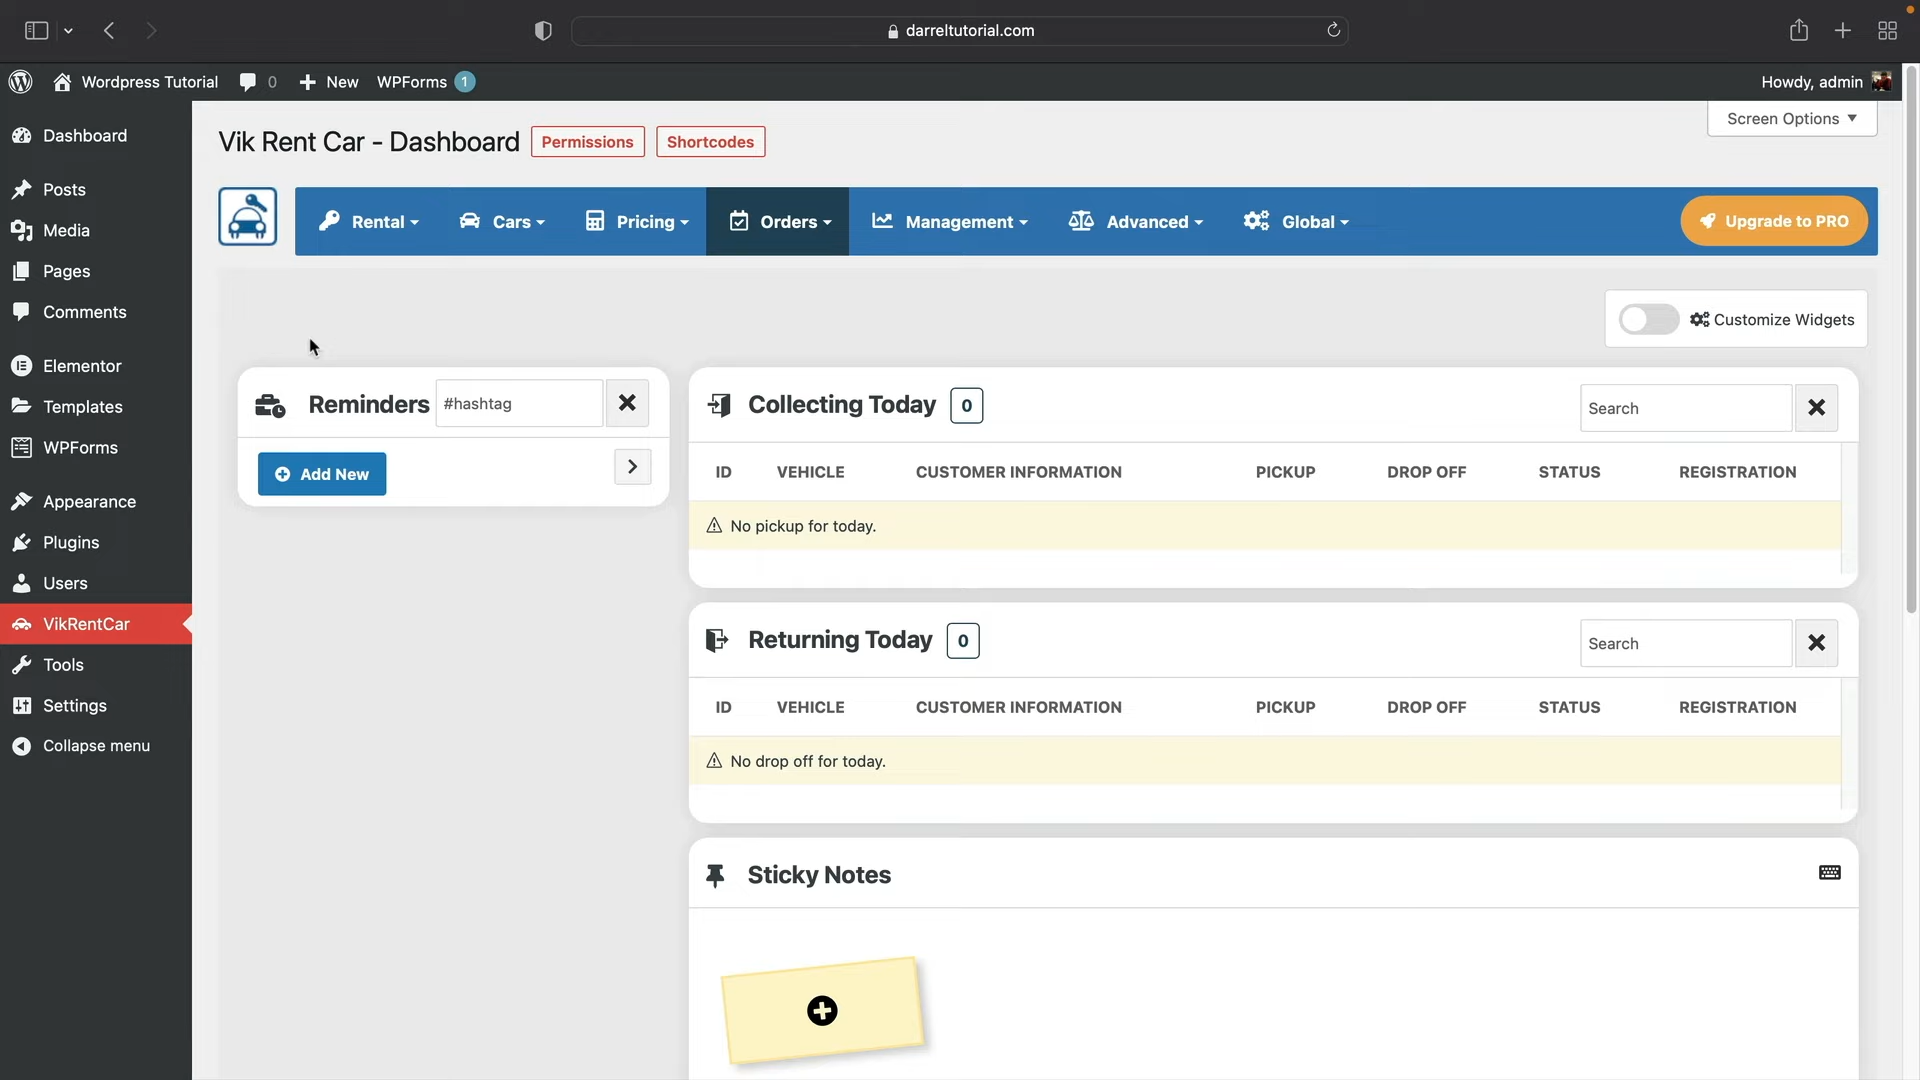 darreltutorial.com
Wordpress Tutorial 0 New WPForms 1 Howdy, admin
Screen Options
Dashboard
Posts
Media
Pages
Comments
Elementor
Templates
WPForms
Appearance
Plugins
Users
VikRentCar
Tools
Settings
Collapse menu
Vik Rent Car - Dashboard Permissions Shortcodes
Rental Cars Pricing Orders Management Advanced Global Upgrade to PRO
Customize Widgets
Reminders #hashtag
Add New
Collecting Today 0 Search
ID VEHICLE CUSTOMER INFORMATION PICKUP DROP OFF STATUS REGISTRATION
No pickup for today.
Returning Today 0 Search
ID VEHICLE CUSTOMER INFORMATION PICKUP DROP OFF STATUS REGISTRATION
No drop off for today.
Sticky Notes